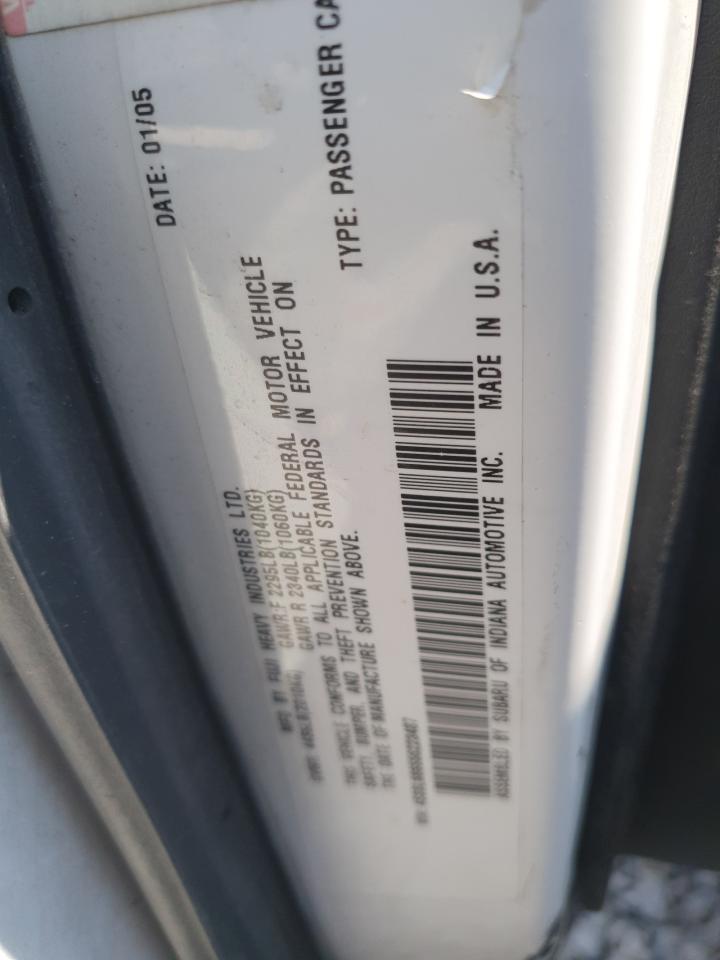 MFD BY FUJI HEAVY INDUSTRIES LTD. DATE: 01/05
GAWR:F 2295LB(1040KG)
GAWR R 2340LB(1060KG)
THIS VEHICLE CONFORMS TO ALL APPLICABLE FEDERAL MOTOR VEHICLE
SAFETY, BUMPER, AND THEFT PREVENTION STANDARDS IN EFFECT ON
THE DATE OF MANUFACTURE SHOWN ABOVE.
TYPE: PASSENGER CA
ASSEMBLED BY SUBARU OF INDIANA AUTOMOTIVE INC. MADE IN U.S.A.